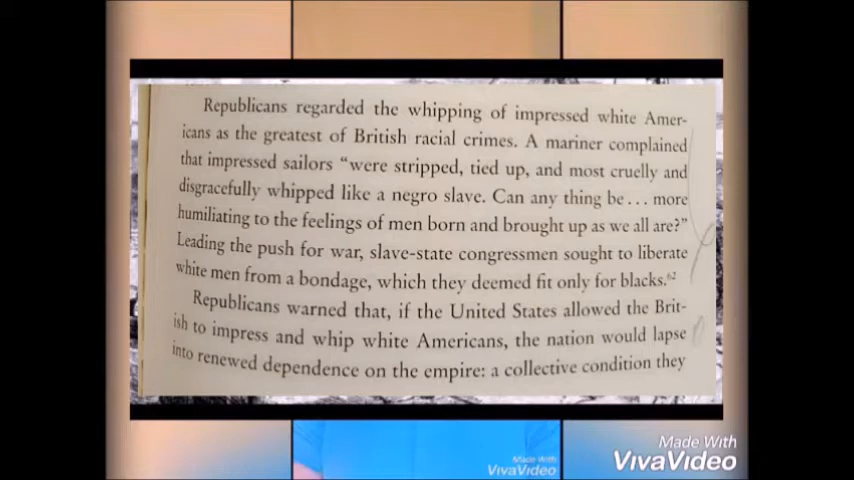 Republicans regarded the whipping of impressed white Amer-
icans as the greatest of British racial crimes. A mariner complained
that impressed sailors “were stripped, tied up, and most cruelly and
disgracefully whipped like a negro slave. Can any thing be ... more
humiliating to the feelings of men born and brought up as we all are?”
Leading the push for war, slave-state congressmen sought to liberate
white men from a bondage, which they deemed fit only for blacks.62
Republicans warned that, if the United States allowed the Brit-
ish to impress and whip white Americans, the nation would lapse
into renewed dependence on the empire: a collective condition they
Made With
VivaVideo
Made With
VivaVideo